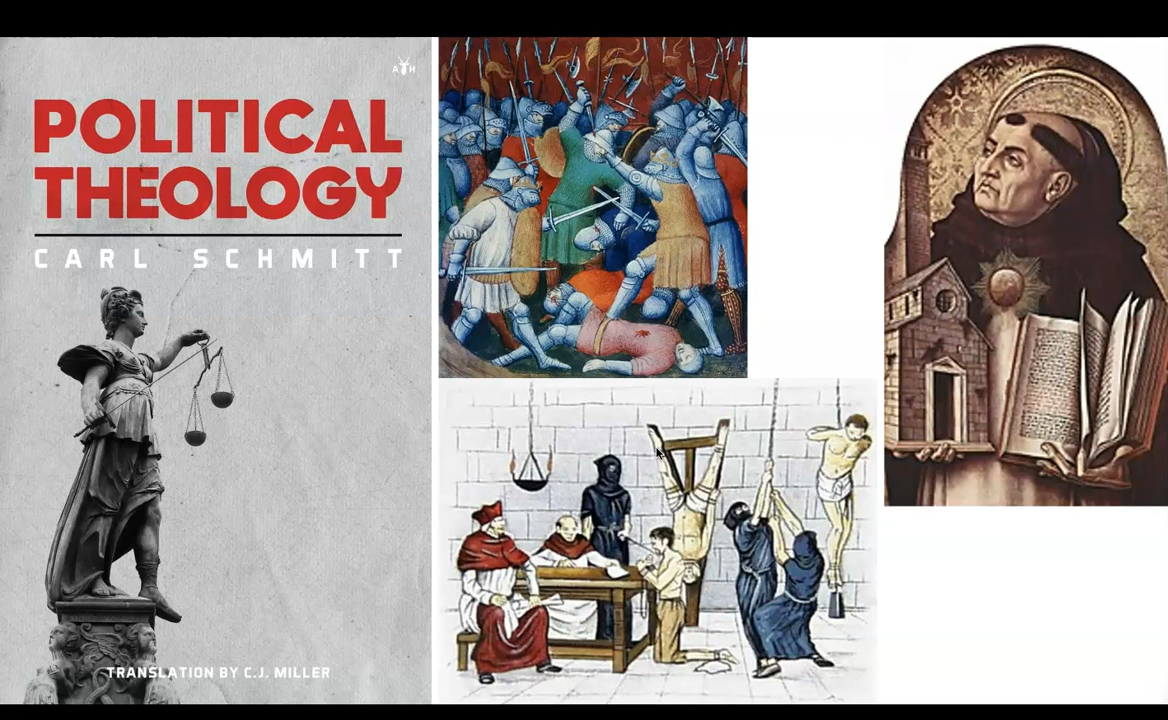 A H
POLITICAL
THEOLOGY
CARL SCHMITT
TRANSLATION BY C.J. MILLER